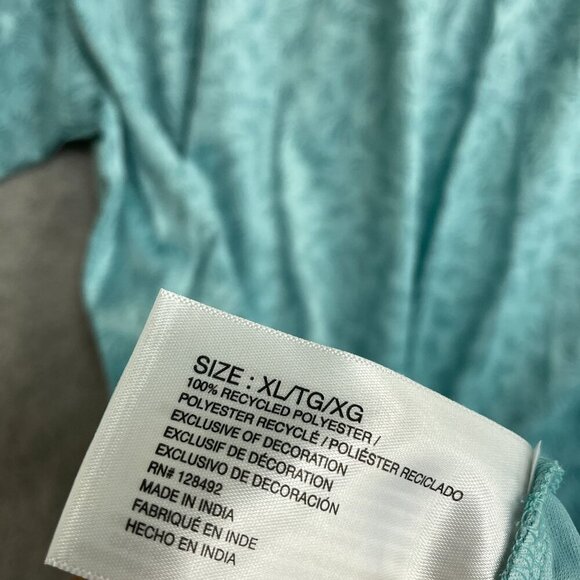 SIZE : XL/TG/XG
100% RECYCLED POLYESTER /
POLYESTER RECYCLÉ / POLIÉSTER RECICLADO
EXCLUSIVE OF DECORATION
EXCLUSIF DE DÉCORATION
EXCLUSIVO DE DECORACIÓN
RN# 128492
MADE IN INDIA
FABRIQUÉ EN INDE
HECHO EN INDIA